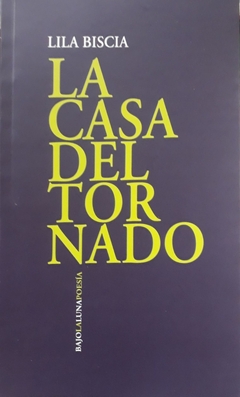 LILA BISCIA
LA
CASA
DEL
TOR
NADO
BAJOLALUNAPOESÍA